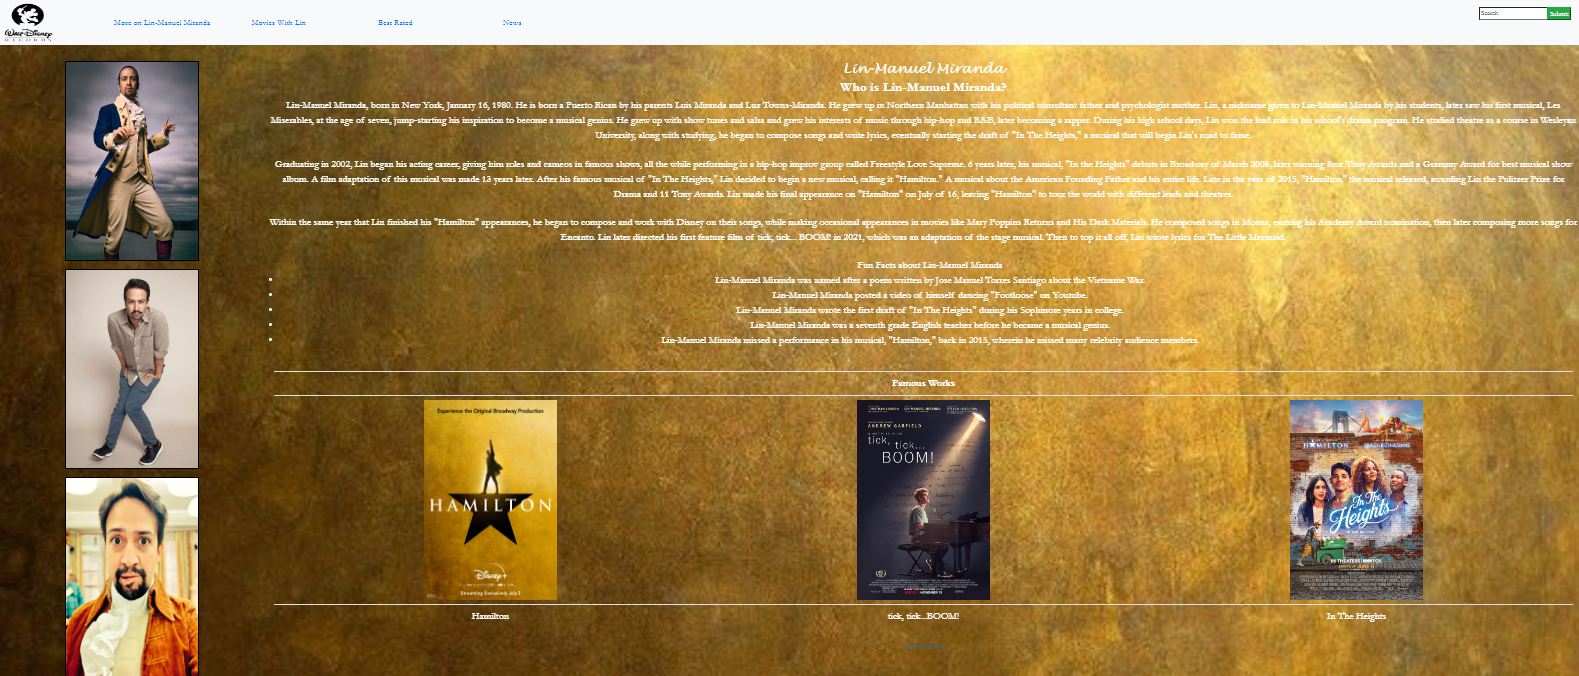 WALT DISNEY
RECORDS
More on Lin-Manuel Miranda
Movies With Lin
Best Rated
News
Search
Submit
Lin-Manuel Miranda
Who is Lin-Manuel Miranda?
Lin-Manuel Miranda, born in New York, January 16, 1980. He is born a Puerto Rican by his parents Luis Miranda and Luz Towns-Miranda. He grew up in Northern Manhattan with his political consultant father and psychologist mother. Lin, a nickname given to Lin-Manuel Miranda by his students, later saw his first musical, Les
Miserables, at the age of seven, jump-starting his inspiration to become a musical genius. He grew up with show tunes and salsa and grew his interests of music through hip-hop and R&B, later becoming a rapper. During his high school days, Lin won the lead role in his school's drama program. He studied theatre as a course in Wesleyan
University, along with studying, he began to compose songs and write lyrics, eventually starting the draft of "In The Heights," a musical that will begin Lin's road to fame.
Graduating in 2002, Lin began his acting career, giving him roles and cameos in famous shows, all the while performing in a hip-hop improv group called Freestyle Love Supreme. 6 years later, his musical, "In the Heights" debuts in Broadway of March 2008, later winning four Tony Awards and a Grammy Award for best musical show
album. A film adaptation of this musical was made 13 years later. After his famous musical of "In The Heights," Lin decided to begin a new musical, calling it "Hamilton." A musical about the American Founding Father and his entire life. Late in the year of 2015, "Hamilton" the musical released, awarding Lin the Pulitzer Prize for
Drama and 11 Tony Awards. Lin made his final appearance on "Hamilton" on July of 16, leaving "Hamilton" to tour the world with different leads and theatres.
Within the same year that Lin finished his "Hamilton" appearances, he began to compose and work with Disney on their songs, while making occasional appearances in movies like Mary Poppins Returns and His Dark Materials. He composed songs in Moana, earning his Academy Award nomination, then later composing more songs for
Encanto. Lin later directed his first feature film of tick, tick... BOOM! in 2021, which was an adaptation of the stage musical. Then to top it all off, Lin wrote lyrics for The Little Mermaid.
Fun Facts about Lin-Manuel Miranda
Lin-Manuel Miranda was named after a poem written by Jose Manuel Torres Santiago about the Vietname War.
Lin-Manuel Miranda posted a video of himself dancing "Footloose" on Youtube.
Lin-Manuel Miranda wrote the first draft of "In The Heights" during his Sophmore years in college.
Lin-Manuel Miranda was a seventh grade English teacher before he became a musical genius.
Lin-Manuel Miranda missed a performance in his musical, "Hamilton," back in 2015, wherein he missed many celebrity audience members.
Famous Works
Experience the Original Broadway Production
HAMILTON
Disney+
Streaming Exclusively July 3
ANDREW GARFIELD
tick, tick...
BOOM!
HAMILTON
CRAZY RICH ASIANS
In The
Heights
IN THEATERS
Hamilton
tick, tick...BOOM!
In The Heights